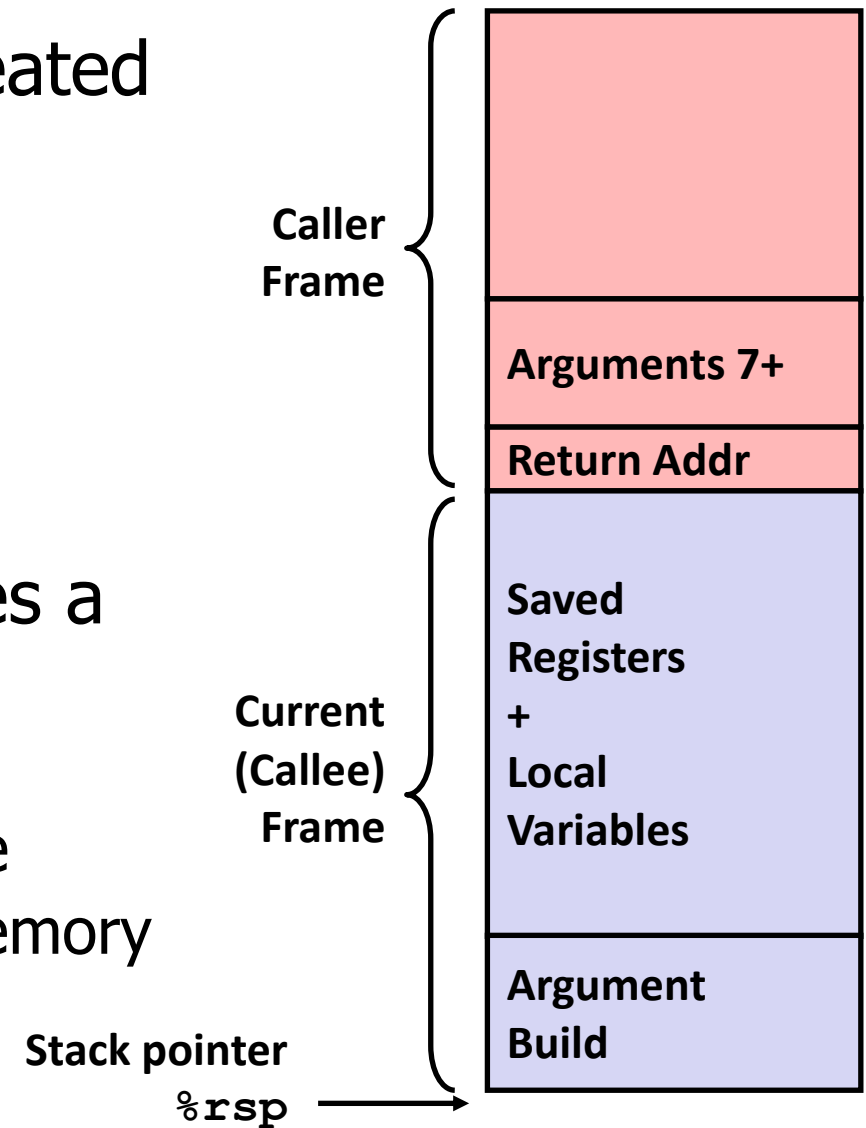 eated
Caller
Frame
Arguments 7+
Return Addr
es a
Saved
Registers
+
Local
Variables
Current
(Callee)
Frame
e
emory
Argument
Build
Stack pointer
%rsp